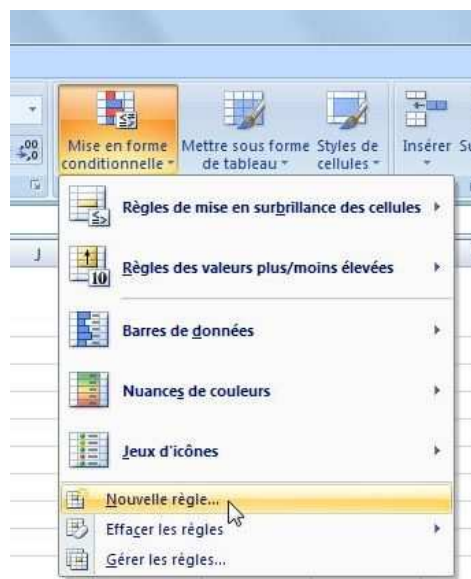 ,00
,0
Mise en forme conditionnelle
Mettre sous forme de tableau
Styles de cellules
Insérer
J
Règles de mise en surbrillance des cellules
10
Règles des valeurs plus/moins élevées
Barres de données
Nuances de couleurs
Jeux d'icônes
Nouvelle règle...
Effacer les règles
Gérer les règles...